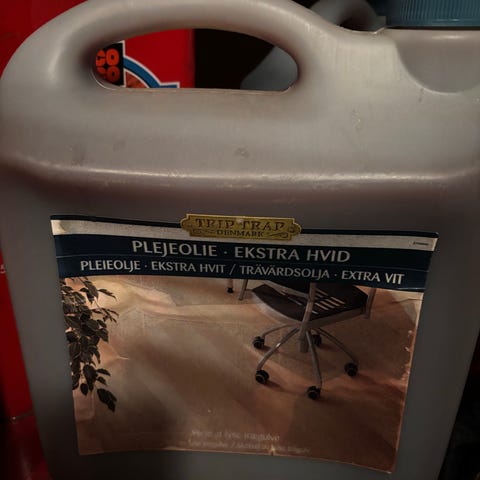 TRIP·TRAP
DENMARK
PLEJEOLIE · EKSTRA HVID
PLEIEOLJE · EKSTRA HVIT / TRÄVÅRDSOLJA · EXTRA VIT